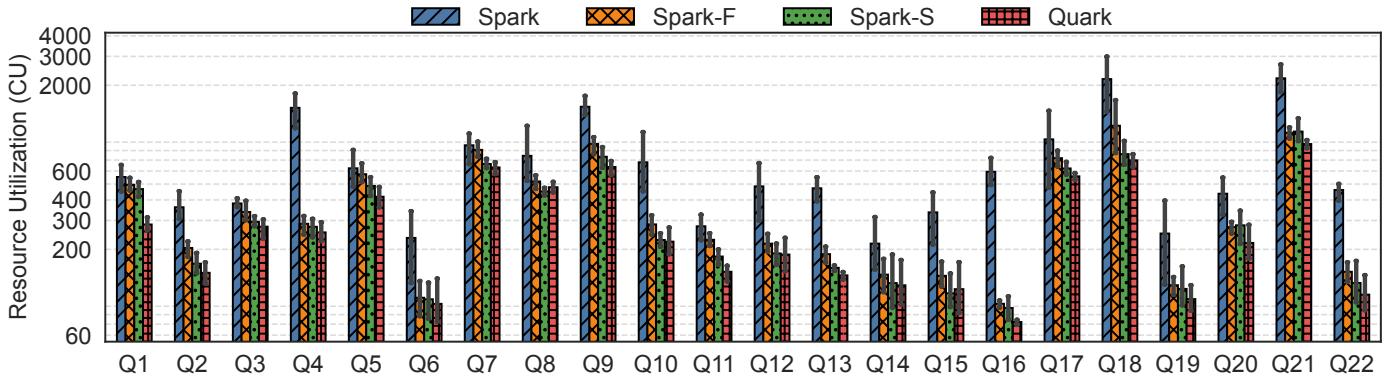 Spark Spark-F Spark-S Quark
Resource Utilization (CU)
4000
3000
2000
600
400
300
200
60
Q1 Q2 Q3 Q4 Q5 Q6 Q7 Q8 Q9 Q10 Q11 Q12 Q13 Q14 Q15 Q16 Q17 Q18 Q19 Q20 Q21 Q22